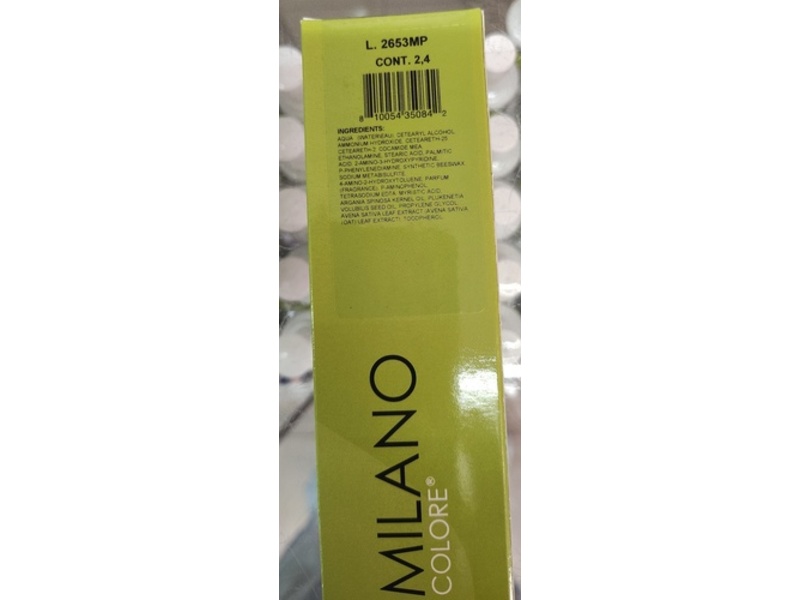 L. 2653MP
CONT. 2,4
8 10054 35084 2
INGREDIENTS:
AQUA (WATER/EAU), CETEARYL ALCOHOL,
AMMONIUM HYDROXIDE, CETEARETH-25,
CETEARETH-2, COCAMIDE MEA,
ETHANOLAMINE, STEARIC ACID, PALMITIC
ACID, 2-AMINO-3-HYDROXYPYRIDINE,
P-PHENYLENEDIAMINE, SYNTHETIC BEESWAX,
SODIUM METABISULFITE,
4-AMINO-2-HYDROXYTOLUENE, PARFUM
(FRAGRANCE), P-AMINOPHENOL,
TETRASODIUM EDTA, MYRISTIC ACID,
ARGANIA SPINOSA KERNEL OIL, PLUKENETIA
VOLUBILIS SEED OIL, PROPYLENE GLYCOL,
AVENA SATIVA LEAF EXTRACT (AVENA SATIVA
(OAT) LEAF EXTRACT), TOCOPHEROL.
MILANO
COLORE®